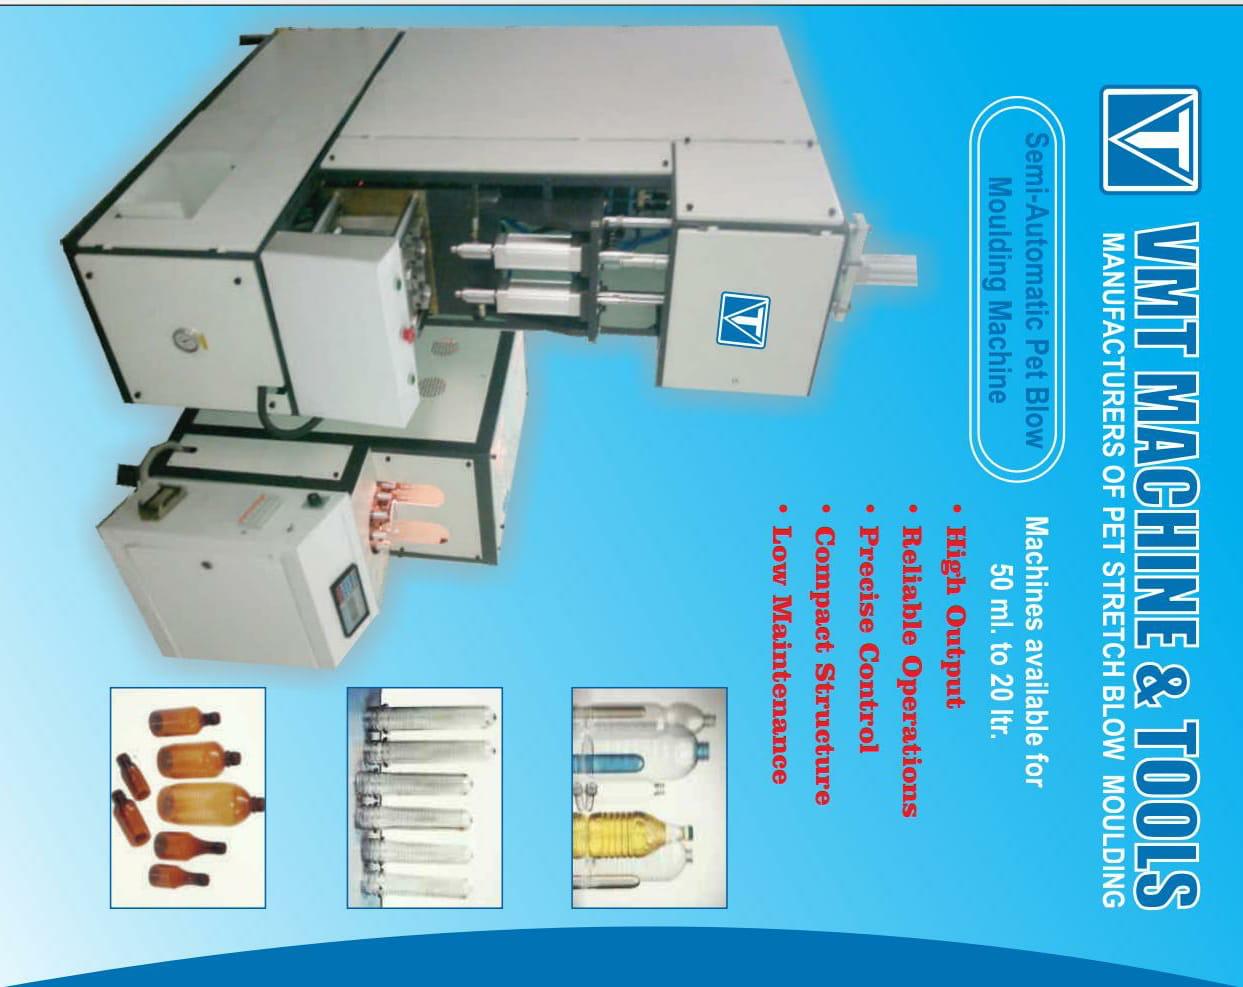 VMT MACHINE & TOOLS
MANUFACTURERS OF PET STRETCH BLOW MOULDING
Semi-Automatic Pet Blow
Moulding Machine
Machines available for
50 ml. to 20 ltr.
• High Output
• Reliable Operations
• Precise Control
• Compact Structure
• Low Maintenance